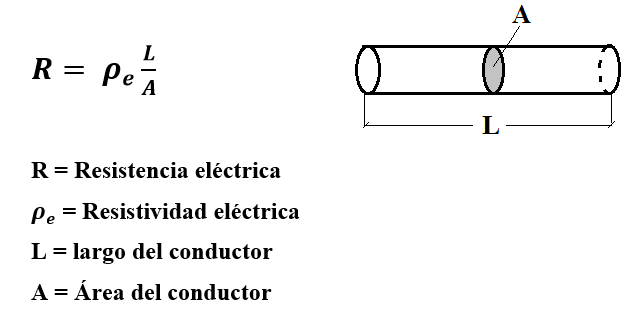 R = ρₑ L/A
A
L
R = Resistencia eléctrica
ρₑ = Resistividad eléctrica
L = largo del conductor
A = Área del conductor